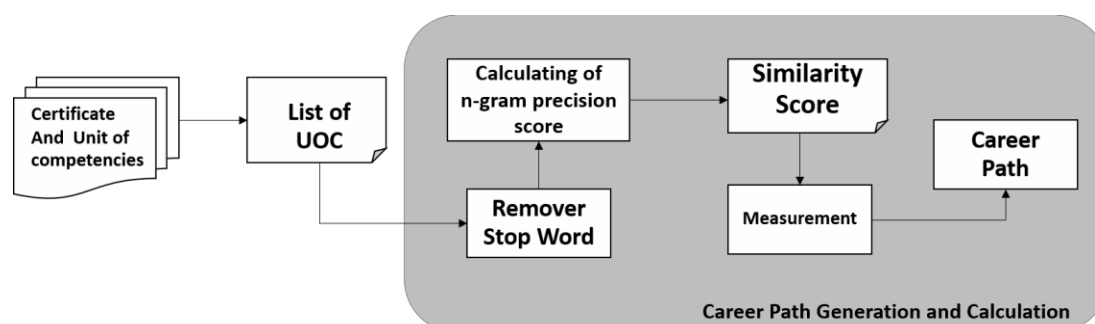 Certificate
And Unit of
competencies
List of
UOC
Calculating of
n-gram precision
score
Remover
Stop Word
Similarity
Score
Measurement
Career
Path
Career Path Generation and Calculation